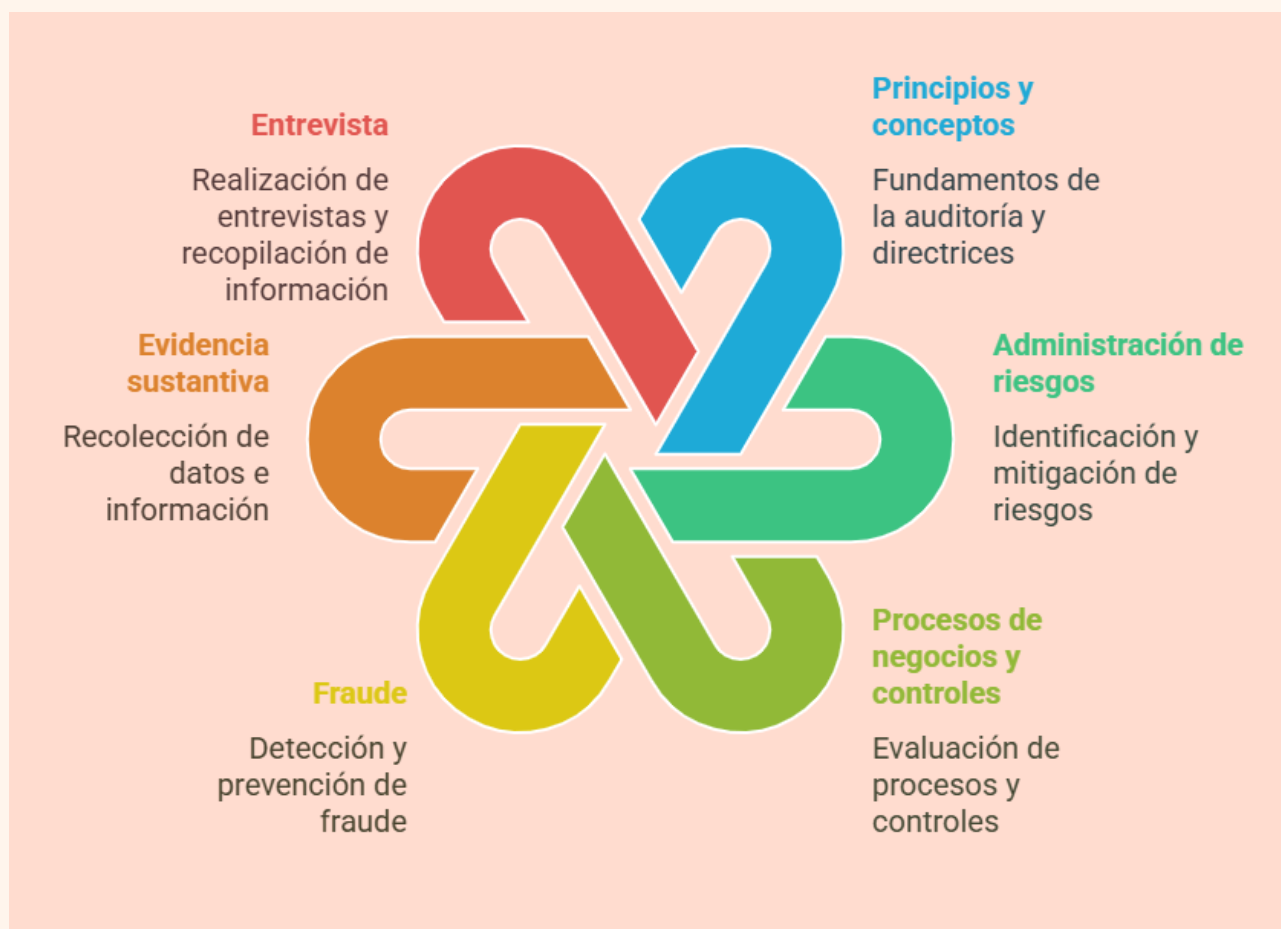 Entrevista
Realización de
entrevistas y
recopilación de
información
Principios y
conceptos
Fundamentos de
la auditoría y
directrices
Evidencia
sustantiva
Recolección de
datos e
información
Administración de
riesgos
Identificación y
mitigación de
riesgos
Fraude
Detección y
prevención de
fraude
Procesos de
negocios y
controles
Evaluación de
procesos y
controles